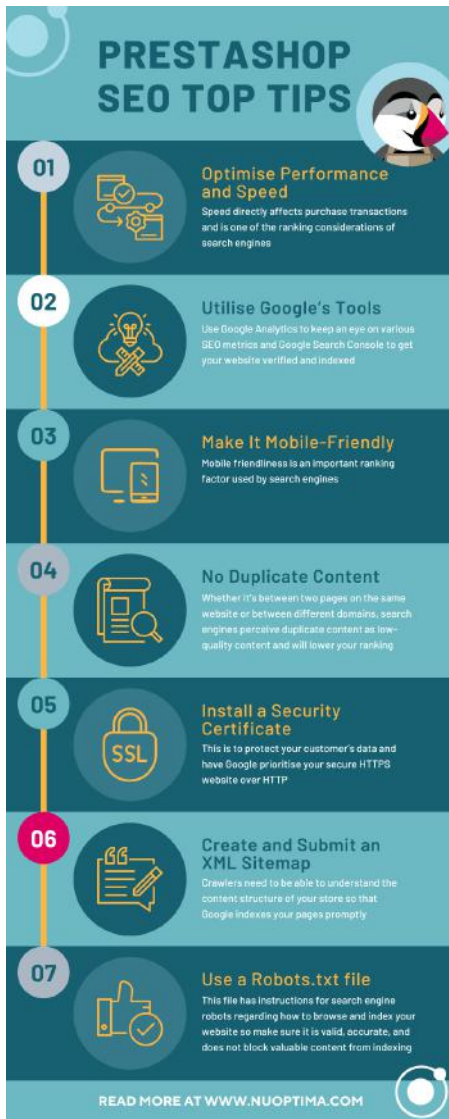 PRESTASHOP
SEO TOP TIPS
01
Optimise Performance
and Speed
Speed directly affects purchase transactions
and is one of the ranking considerations of
search engines
02
Utilise Google's Tools
Use Google Analytics to keep an eye on various
SEO metrics and Google Search Console to get
your website verified and indexed
03
Make It Mobile-Friendly
Mobile friendliness is an important ranking
factor used by search engines
04
No Duplicate Content
Whether it's between two pages on the same
website or between different domains, search
engines perceive duplicate content as low-
quality content and will lower your ranking
05
SSL
Install a Security
Certificate
This is to protect your customer's data and
have Google prioritise your secure HTTPS
website over HTTP
06
Create and Submit an
XML Sitemap
Crawlers need to be able to understand the
content structure of your store so that
Google indexes your pages promptly
07
Use a Robots.txt file
This file has instructions for search engine
robots regarding how to browse and index your
website so make sure it is valid, accurate, and
does not block valuable content from indexing
READ MORE AT WWW.NUOPTIMA.COM